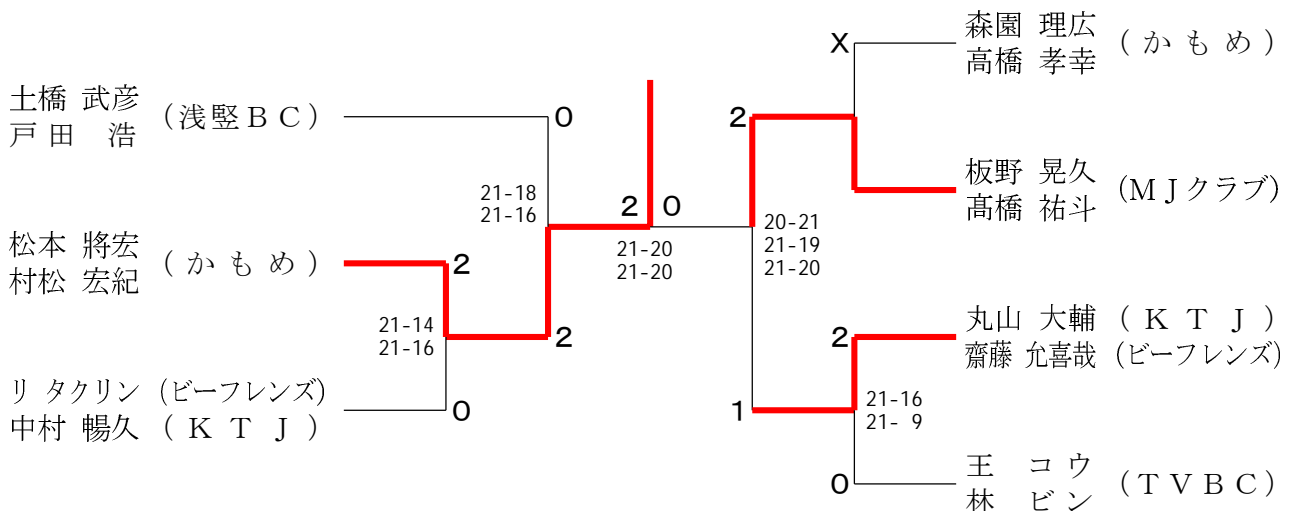 土橋 武彦
戸田 浩
(浅堅BC)
0
21-18
21-16
松本 將宏
村松 宏紀
(かもめ)
2
21-14
21-16
2
リ タクリン (ビーフレンズ)
中村 暢久 (KTJ)
0
2 0
21-20
21-20
森園 理広
高橋 孝幸
(かもめ)
X
2
板野 晃久
髙橋 祐斗
(MJクラブ)
20-21
21-19
21-20
丸山 大輔 (KTJ)
齋藤 允喜哉 (ビーフレンズ)
2
1
21-16
21- 9
王 コウ
林 ビン
(TVBC)
0